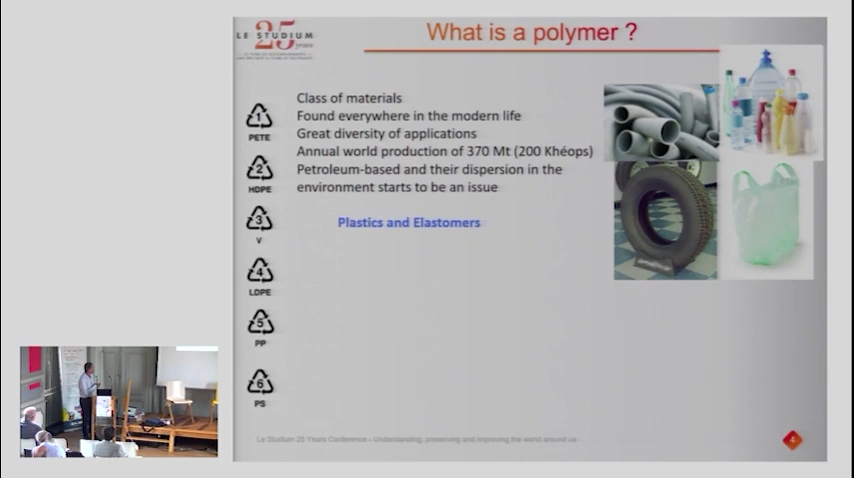 LE STUDIUM
25
years
What is a polymer ?
Class of materials
Found everywhere in the modern life
Great diversity of applications
Annual world production of 370 Mt (200 Khéops)
Petroleum-based and their dispersion in the
environment starts to be an issue
Plastics and Elastomers
1
PETE
2
HDPE
3
V
4
LDPE
5
PP
6
PS
Le Studium 25 Years Conference – Understanding, preserving and improving the world around us
4